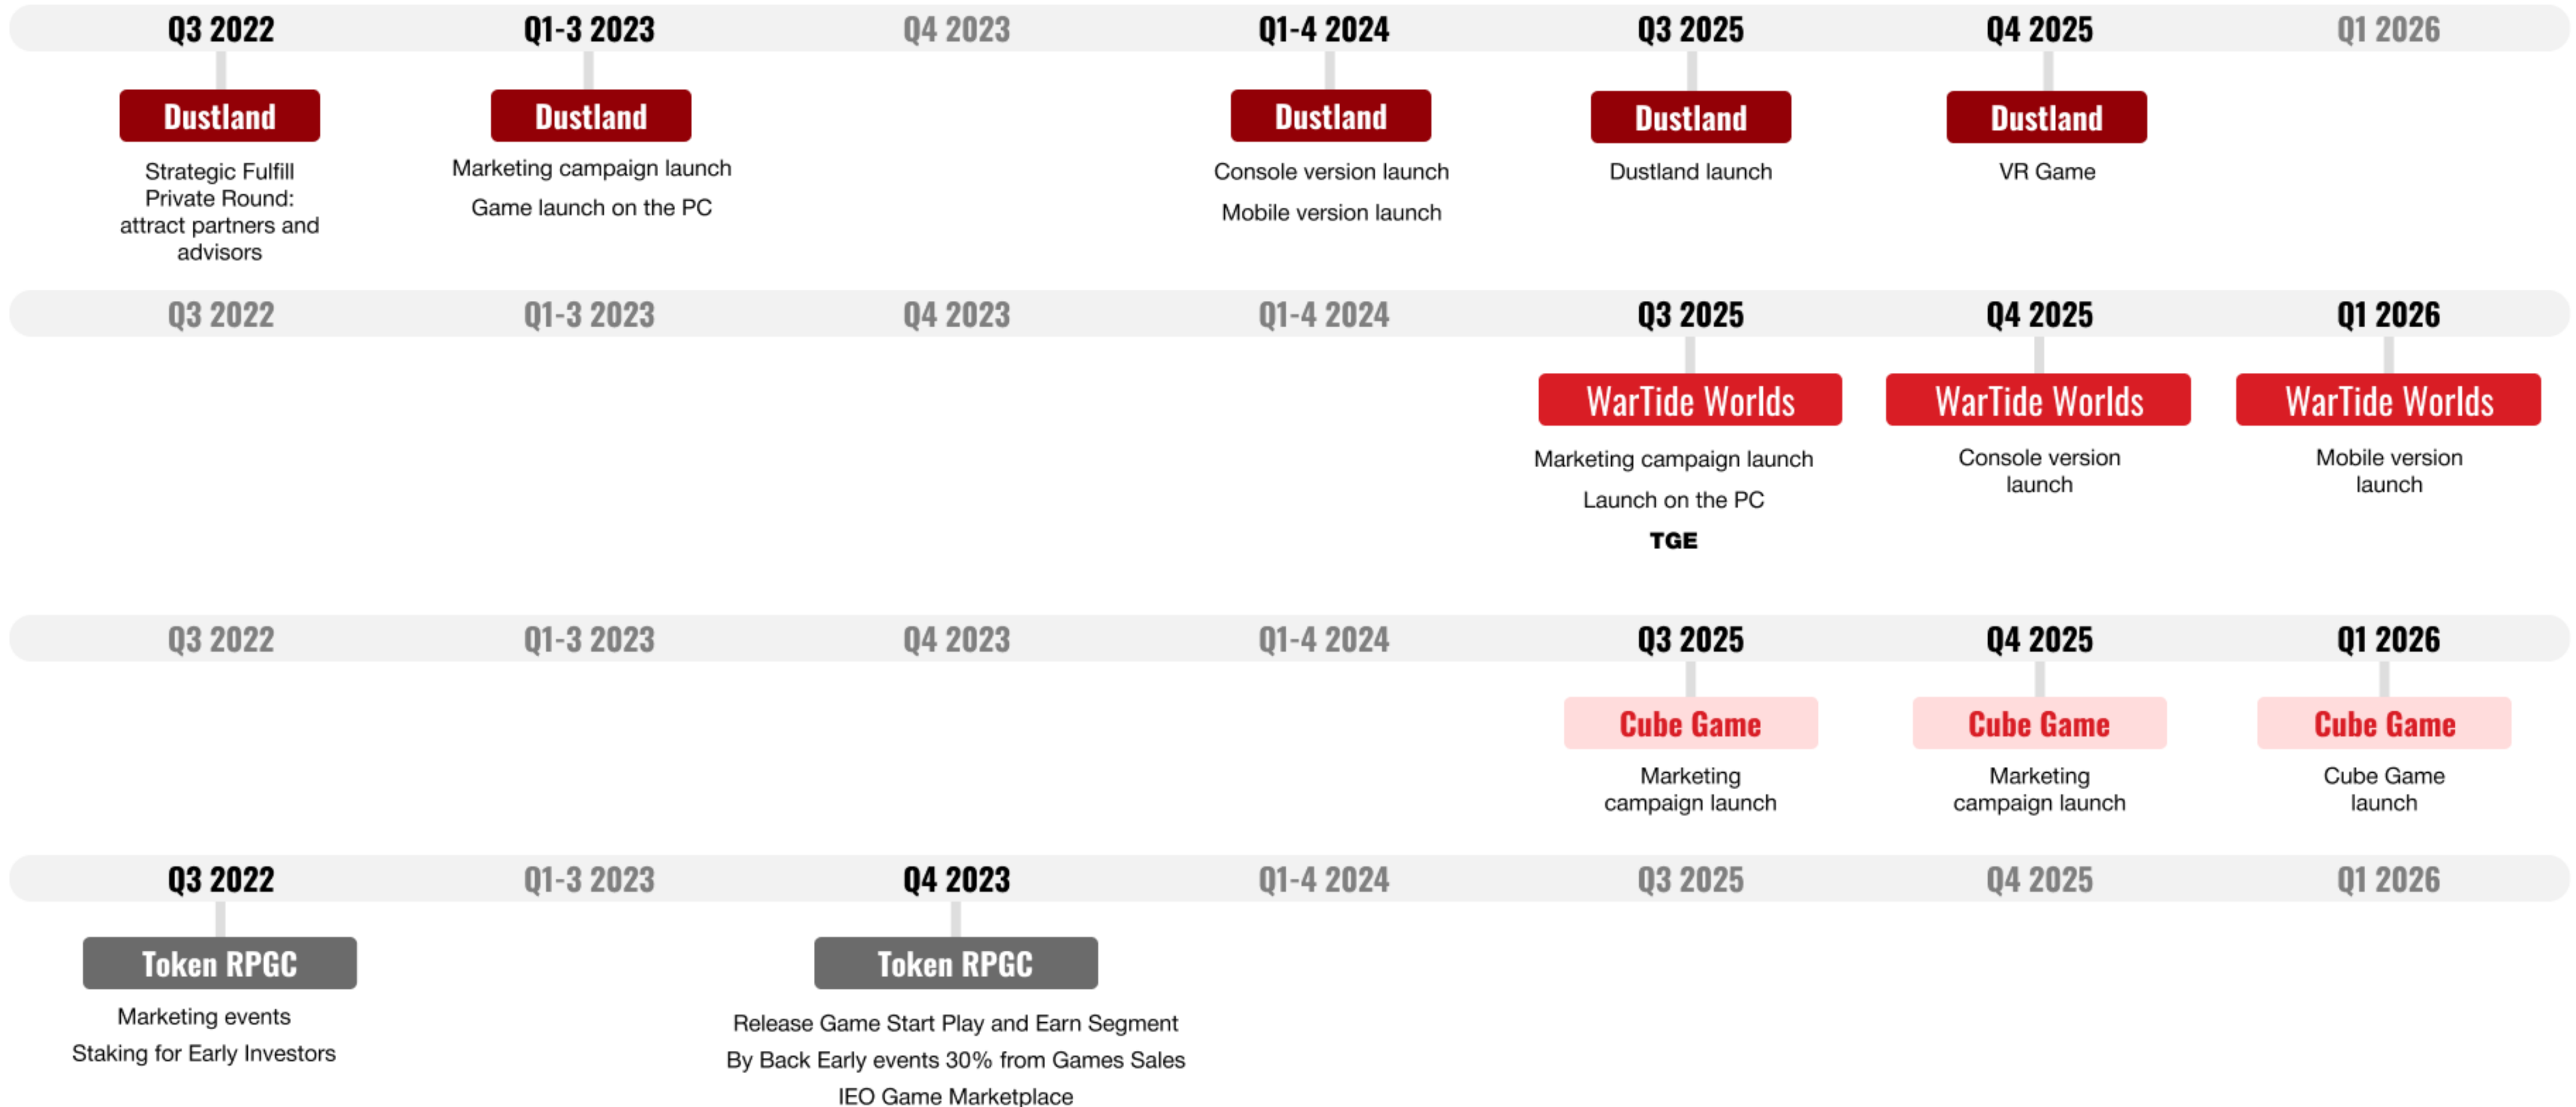 Q3 2022 Q1-3 2023 Q4 2023 Q1-4 2024 Q3 2025 Q4 2025 Q1 2026
Dustland
Strategic Fulfill
Private Round:
attract partners and
advisors
Dustland
Marketing campaign launch
Game launch on the PC
Dustland
Console version launch
Mobile version launch
Dustland
Dustland launch
Dustland
VR Game
Q3 2022 Q1-3 2023 Q4 2023 Q1-4 2024 Q3 2025 Q4 2025 Q1 2026
WarTide Worlds
Marketing campaign launch
Launch on the PC
TGE
WarTide Worlds
Console version
launch
WarTide Worlds
Mobile version
launch
Q3 2022 Q1-3 2023 Q4 2023 Q1-4 2024 Q3 2025 Q4 2025 Q1 2026
Cube Game
Marketing
campaign launch
Cube Game
Marketing
campaign launch
Cube Game
Cube Game
launch
Q3 2022 Q1-3 2023 Q4 2023 Q1-4 2024 Q3 2025 Q4 2025 Q1 2026
Token RPGC
Marketing events
Staking for Early Investors
Token RPGC
Release Game Start Play and Earn Segment
By Back Early events 30% from Games Sales
IEO Game Marketplace